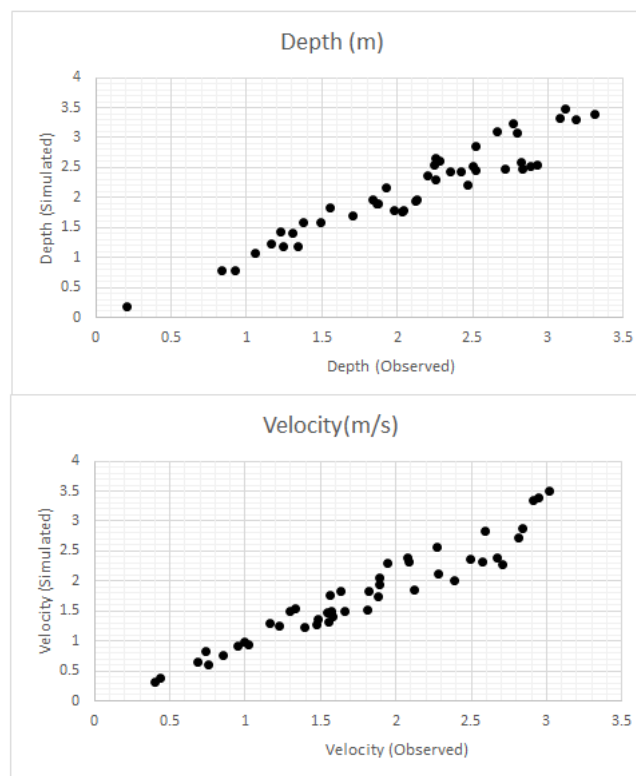 Depth (m)
4
3.5
3
2.5
2
1.5
1
0.5
0
Depth (Simulated)
0 0.5 1 1.5 2 2.5 3 3.5
Depth (Observed)
Velocity(m/s)
4
3.5
3
2.5
2
1.5
1
0.5
0
Velocity (Simulated)
0 0.5 1 1.5 2 2.5 3 3.5
Velocity (Observed)